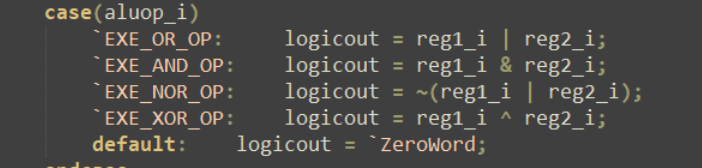 case(aluop_i)
`EXE_OR_OP: logicout = reg1_i | reg2_i;
`EXE_AND_OP: logicout = reg1_i & reg2_i;
`EXE_NOR_OP: logicout = ~(reg1_i | reg2_i);
`EXE_XOR_OP: logicout = reg1_i ^ reg2_i;
default: logicout = `ZeroWord;